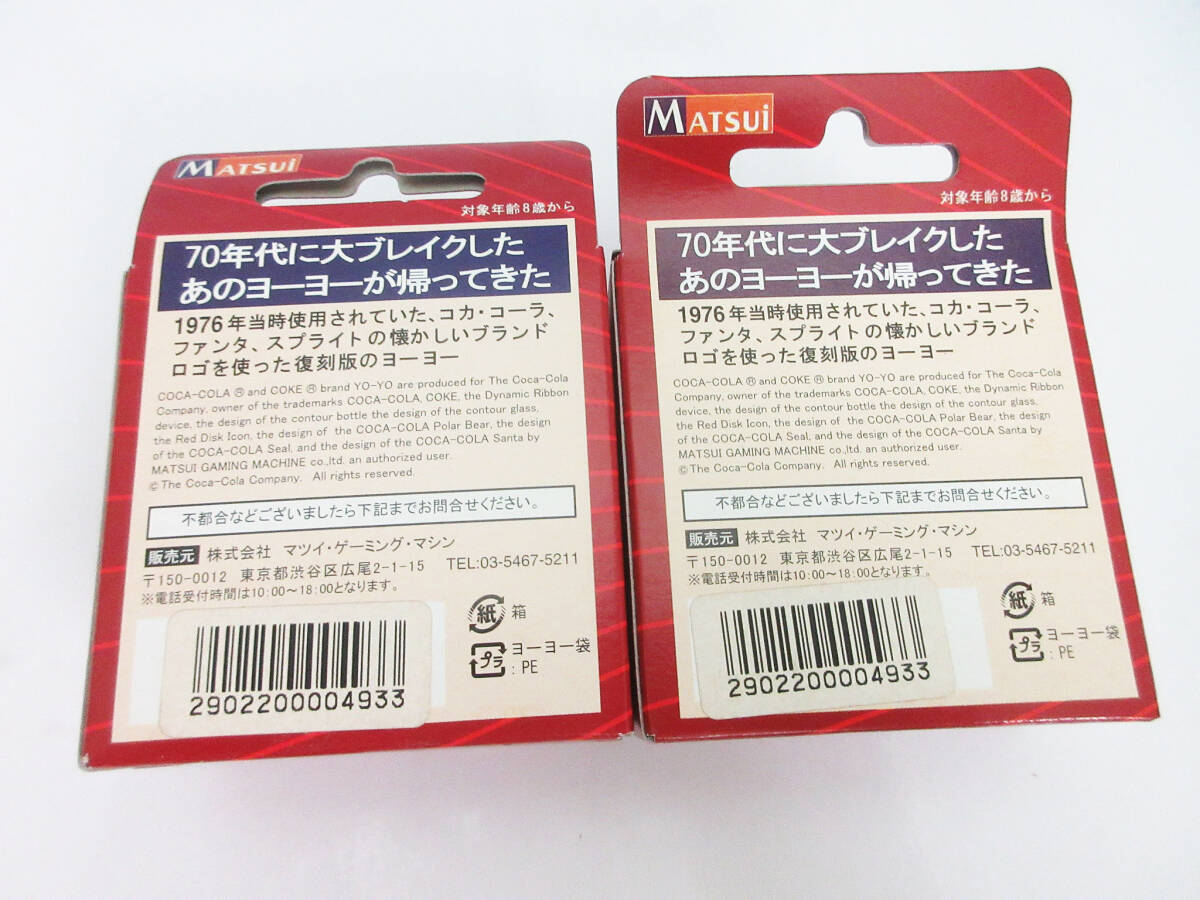 MATSUi
対象年齢8歳から
70年代に大ブレイクした
あのヨーヨーが帰ってきた
1976年当時使用されていた、コカ・コーラ、
ファンタ、スプライトの懐かしいブランド
ロゴを使った復刻版のヨーヨー
COCA-COLA ® and COKE ® brand YO-YO are produced for The Coca-Cola
Company, owner of the trademarks COCA-COLA, COKE, the Dynamic Ribbon
device, the design of the contour bottle the design of the contour glass,
the Red Disk Icon, the design of the COCA-COLA Polar Bear, the design
of the COCA-COLA Seal, and the design of the COCA-COLA Santa by
MATSUI GAMING MACHINE co.,ltd. an authorized user.
© The Coca-Cola Company. All rights reserved.
不都合などございましたら下記までお問合せください。
販売元 株式会社 マツイ・ゲーミング・マシン
〒150-0012 東京都渋谷区広尾2-1-15 TEL:03-5467-5211
※電話受付時間は10:00〜18:00となります。
紙 箱
プラ ヨーヨー袋
: PE
2902200004933
MATSUi
対象年齢8歳から
70年代に大ブレイクした
あのヨーヨーが帰ってきた
1976年当時使用されていた、コカ・コーラ、
ファンタ、スプライトの懐かしいブランド
ロゴを使った復刻版のヨーヨー
COCA-COLA ® and COKE ® brand YO-YO are produced for The Coca-Cola
Company, owner of the trademarks COCA-COLA, COKE, the Dynamic Ribbon
device, the design of the contour bottle the design of the contour glass,
the Red Disk Icon, the design of the COCA-COLA Polar Bear, the design
of the COCA-COLA Seal, and the design of the COCA-COLA Santa by
MATSUI GAMING MACHINE co.,ltd. an authorized user.
© The Coca-Cola Company. All rights reserved.
不都合などございましたら下記までお問合せください。
販売元 株式会社 マツイ・ゲーミング・マシン
〒150-0012 東京都渋谷区広尾2-1-15 TEL:03-5467-5211
※電話受付時間は10:00〜18:00となります。
紙 箱
プラ ヨーヨー袋
: PE
2902200004933